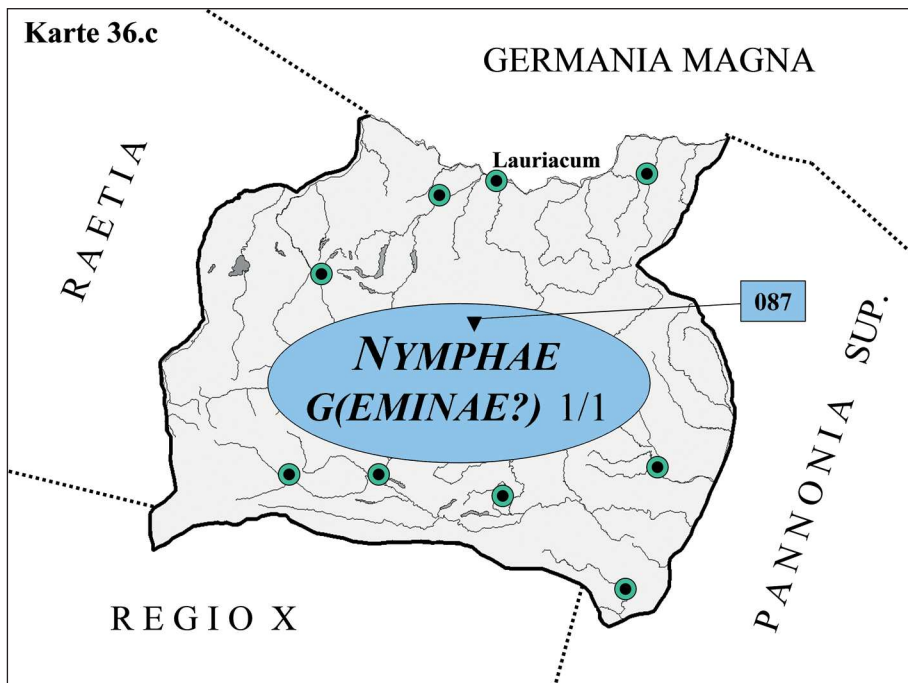 Karte 36.c
GERMANIA MAGNA
RAETIA
Lauriacum
087
NYMPHAE
G(EMINAE?) 1/1
PANNONIA SUP.
REGIO X